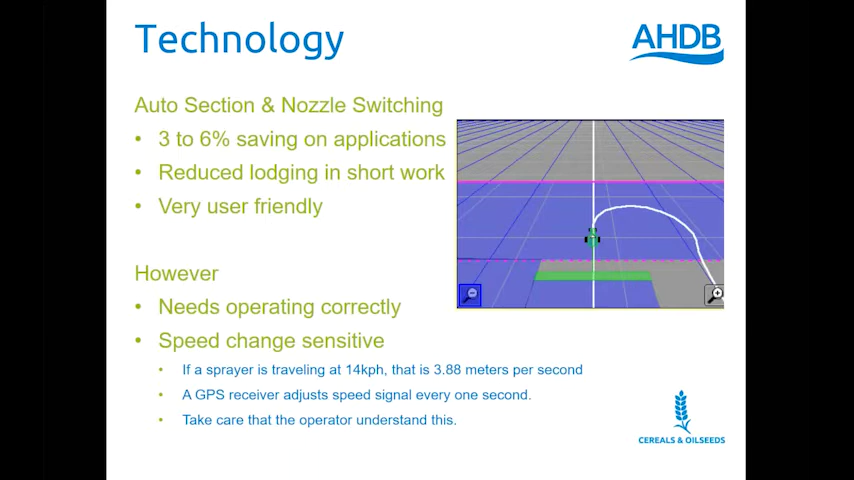 Technology
AHDB
Auto Section & Nozzle Switching
• 3 to 6% saving on applications
• Reduced lodging in short work
• Very user friendly
However
• Needs operating correctly
• Speed change sensitive
• If a sprayer is traveling at 14kph, that is 3.88 meters per second
• A GPS receiver adjusts speed signal every one second.
• Take care that the operator understand this.
CEREALS & OILSEEDS